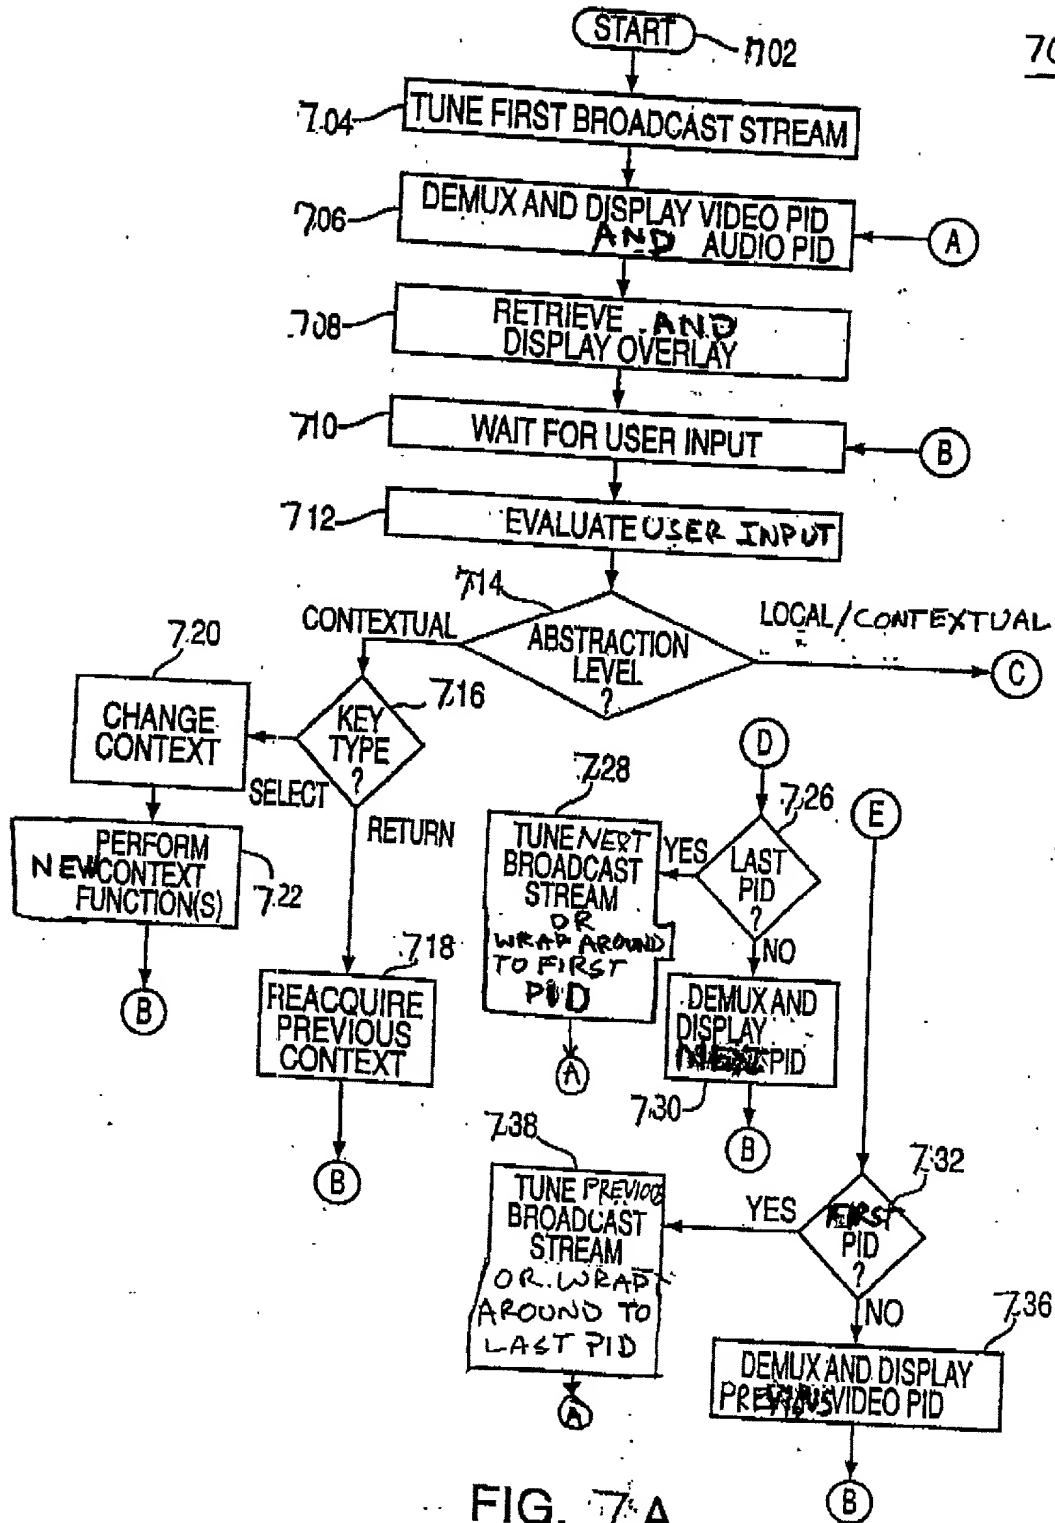 START
702
70
704
TUNE FIRST BROADCAST STREAM
706
DEMUX AND DISPLAY VIDEO PID
AND AUDIO PID
A
708
RETRIEVE AND
DISPLAY OVERLAY
710
WAIT FOR USER INPUT
B
712
EVALUATE USER INPUT
714
ABSTRACTION
LEVEL
?
CONTEXTUAL
LOCAL/CONTEXTUAL
C
720
CHANGE
CONTEXT
716
KEY
TYPE
?
SELECT
RETURN
PERFORM
NEW CONTEXT
FUNCTION(S)
722
B
718
REACQUIRE
PREVIOUS
CONTEXT
B
D
726
LAST
PID
?
YES
NO
728
TUNE NEXT
BROADCAST
STREAM
OR
WRAP AROUND
TO FIRST
PID
A
DEMUX AND
DISPLAY
NEXT PID
730
B
E
732
FIRST
PID
?
YES
NO
738
TUNE PREVIOUS
BROADCAST
STREAM
OR WRAP
AROUND TO
LAST PID
A
736
DEMUX AND DISPLAY
PREVIOUS VIDEO PID
B
FIG. 7A